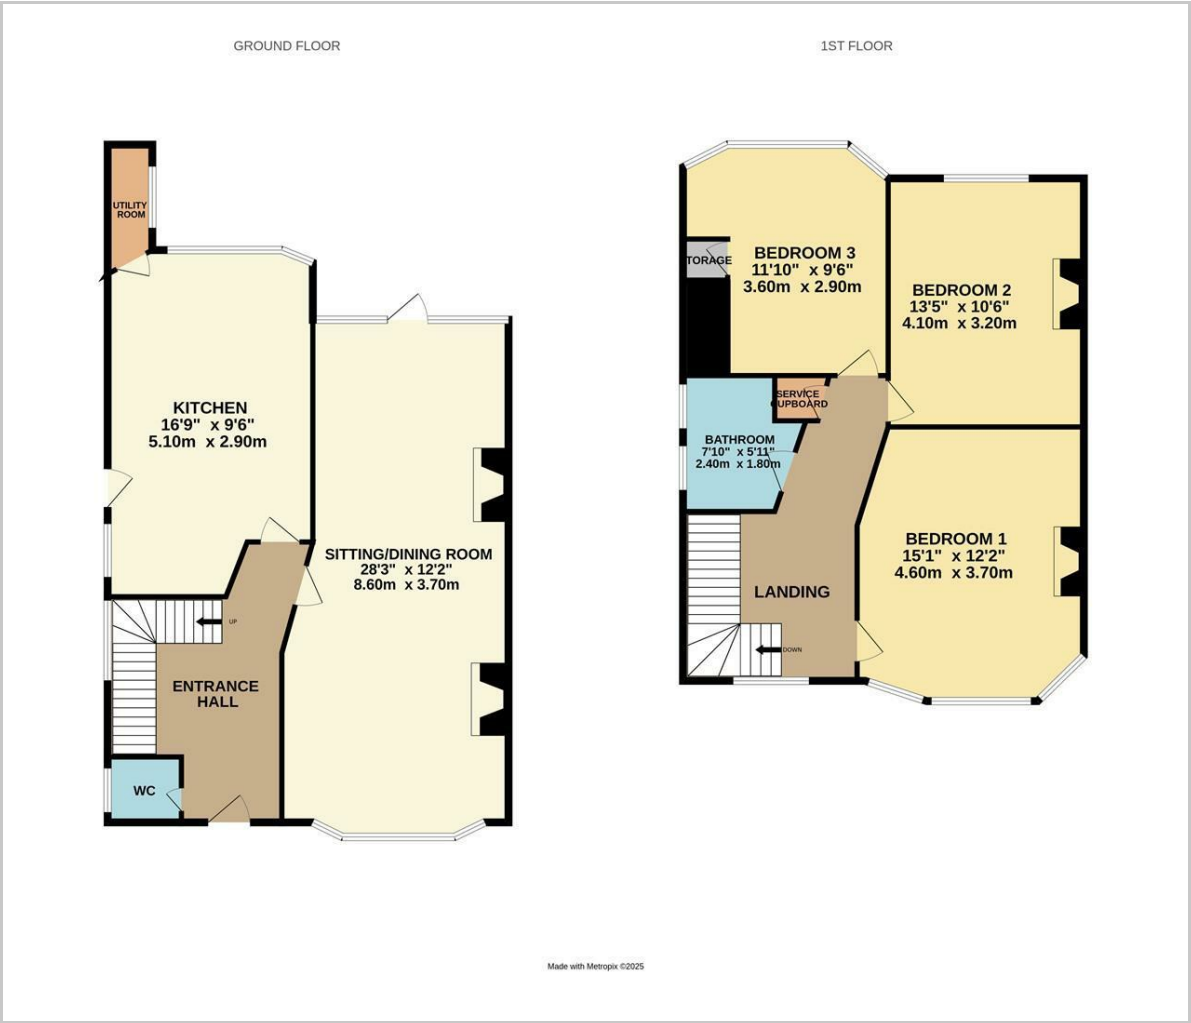 GROUND FLOOR
1ST FLOOR
UTILITY
ROOM
KITCHEN
16'9" x 9'6"
5.10m x 2.90m
SITTING/DINING ROOM
28'3" x 12'2"
8.60m x 3.70m
UP
ENTRANCE
HALL
WC
BEDROOM 3
11'10" x 9'6"
3.60m x 2.90m
TORAGE
BEDROOM 2
13'5" x 10'6"
4.10m x 3.20m
SERVICE
CUPBOARD
BATHROOM
7'10" x 5'11"
2.40m x 1.80m
BEDROOM 1
15'1" x 12'2"
4.60m x 3.70m
LANDING
DOWN
Made with Metropix ©2025